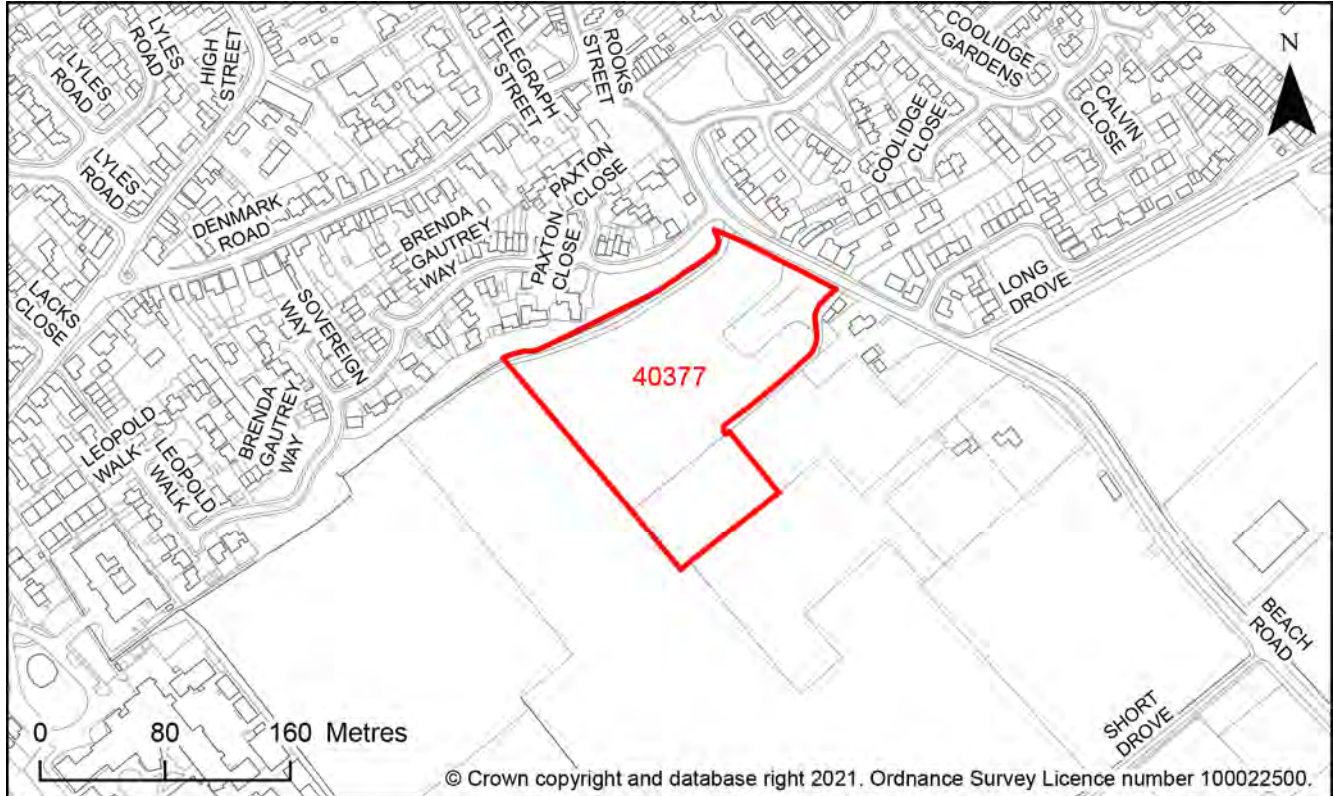 LYLES
ROAD
LYLES
ROAD
HIGH
STREET
TELEGRAPH
STREET
ROOKS
STREET
COOLIDGE
GARDENS
N
CALVIN
CLOSE
COOLIDGE
CLOSE
LYLES
ROAD
DENMARK
ROAD
PAXTON
CLOSE
BRENDA
GAUTREY
WAY
PAXTON
CLOSE
LONG
DROVE
LACKS
CLOSE
SOVEREIGN
WAY
40377
LEOPOLD
WALK
BRENDA
GAUTREY
WAY
LEOPOLD
WALK
BEACH
ROAD
SHORT
DROVE
0 80 160 Metres
© Crown copyright and database right 2021. Ordnance Survey Licence number 100022500.